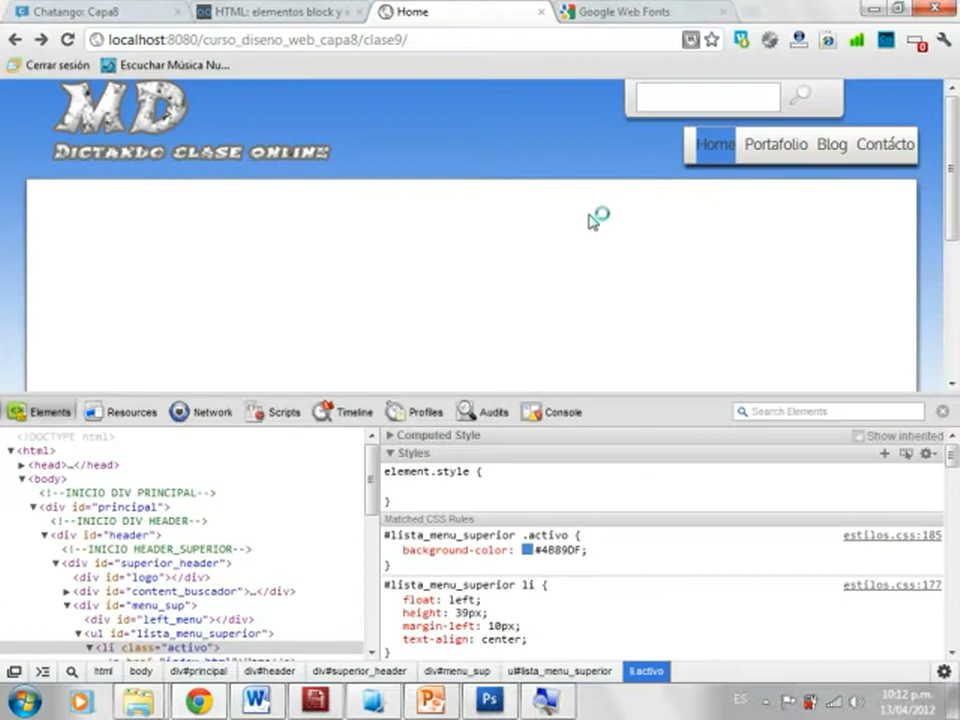 Chatango: Capa8
HTML: elementos block y e
Home
Google Web Fonts
localhost:8080/curso_diseno_web_capa8/clase9/
0
Cerrar sesión
Escuchar Música Nu...
MD
DICTANDO CLASE ONLINE
Home Portafolio Blog Contácto
Elements Resources Network Scripts Timeline Profiles Audits Console Search Elements
<!DOCTYPE html>
<html>
<head>…</head>
<body>
<!--INICIO DIV PRINCIPAL-->
<div id="principal">
<!--INICIO DIV HEADER-->
<div id="header">
<!--INICIO HEADER_SUPERIOR-->
<div id="superior_header">
<div id="logo"></div>
<div id="content_buscador">…</div>
<div id="menu_sup">
<div id="left_menu"></div>
<ul id="lista_menu_superior">
<li class="activo">
Computed Style Show inherited
Styles
element.style {
}
Matched CSS Rules
#lista_menu_superior .activo { estilos.css:185
background-color: #4B89DF;
}
#lista_menu_superior li { estilos.css:177
float: left;
height: 39px;
margin-left: 10px;
text-align: center;
}
html body div#principal div#header div#superior_header div#menu_sup ul#lista_menu_superior li.activo
W
P
Ps
ES
10:12 p.m.
13/04/2012